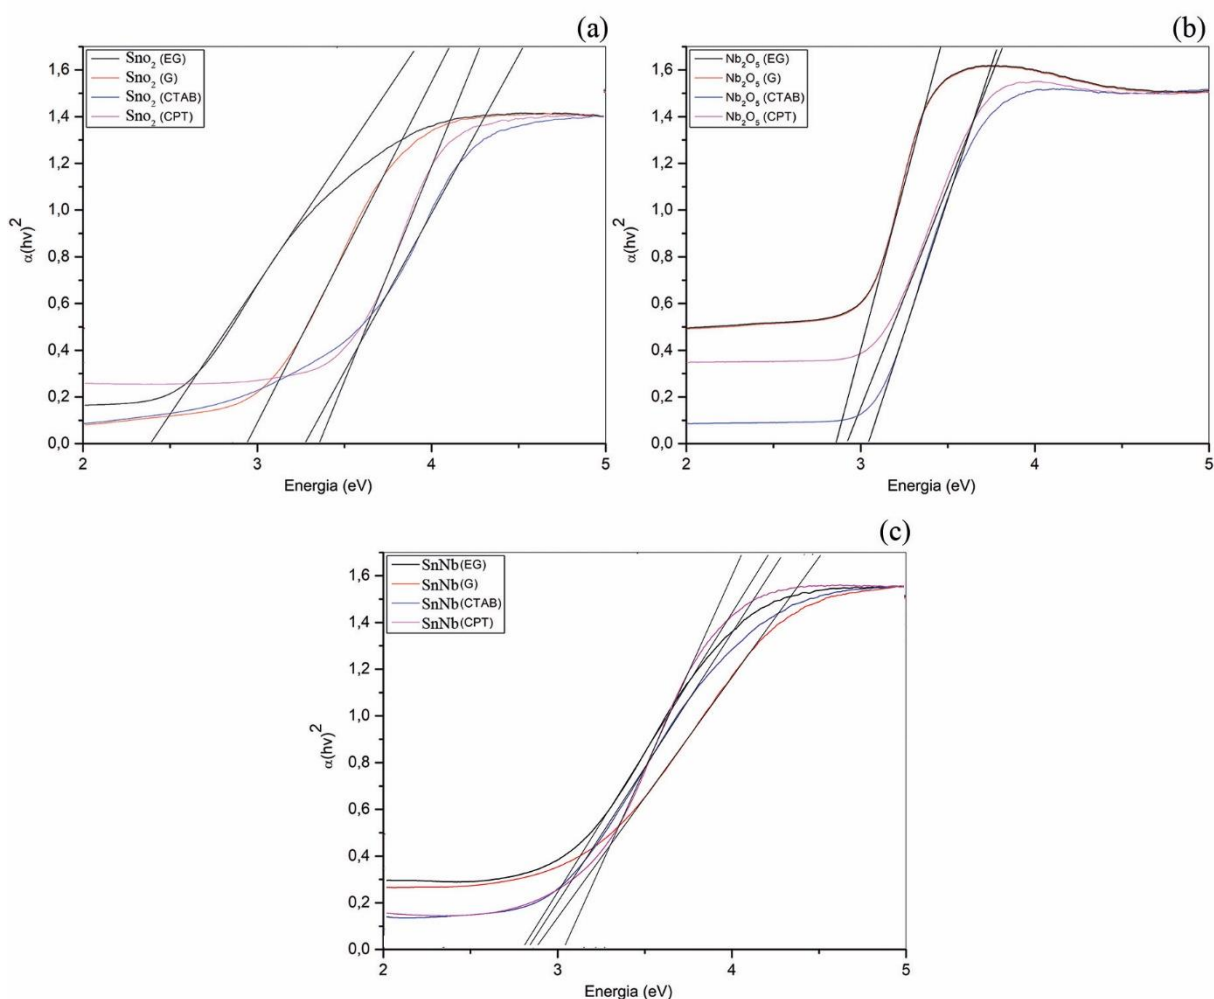 (a)
Sno2 (EG)
Sno2 (G)
Sno2 (CTAB)
Sno2 (CPT)
1,6
1,4
1,2
1,0
0,8
0,6
0,4
0,2
0,0
α(hv)2
2 3 4 5
Energia (eV)
(b)
Nb2O5 (EG)
Nb2O5 (G)
Nb2O5 (CTAB)
Nb2O5 (CPT)
1,6
1,4
1,2
1,0
0,8
0,6
0,4
0,2
0,0
α(hv)2
2 3 4 5
Energia (eV)
(c)
SnNb (EG)
SnNb (G)
SnNb (CTAB)
SnNb (CPT)
1,6
1,4
1,2
1,0
0,8
0,6
0,4
0,2
0,0
α(hv)2
2 3 4 5
Energia (eV)